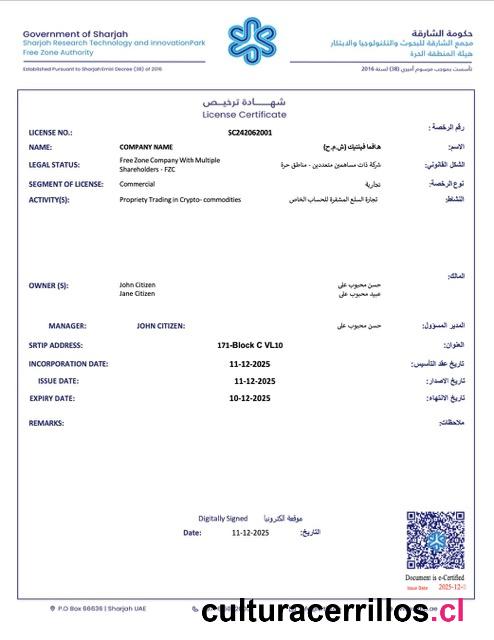 Government of Sharjah
Sharjah Research Technology and InnovationPark
Free Zone Authority
حكومة الشارقة
مجمع الشارقة للبحوث والتكنولوجيا والابتكار
هيئة المنطقة الحرة
Established Pursuant to Sharjah Emiri Decree (38) of 2016
تأسست بموجب مرسوم أميري (38) لسنة 2016
شهــــادة ترخيـص
License Certificate
LICENSE NO.: SC242062001 رقم الرخصة :
NAME: COMPANY NAME هافما فينتيك (ش.م.ح) الاسم:
LEGAL STATUS: Free Zone Company With Multiple Shareholders - FZC شركة ذات مساهمين متعددين - مناطق حرة الشكل القانوني:
SEGMENT OF LICENSE: Commercial تجارية نوع الرخصة:
ACTIVITY(S): Propriety Trading in Crypto- commodities تجارة السلع المشفرة للحساب الخاص النشاط:
المالك:
OWNER (S): John Citizen حسن محبوب على
Jane Citizen عبيد محبوب على
MANAGER: JOHN CITIZEN: حسن محبوب على المدير المسؤول:
SRTIP ADDRESS: 171-Block C VL10 العنوان:
INCORPORATION DATE: 11-12-2025 تاريخ عقد التأسيس:
ISSUE DATE: 11-12-2025 تاريخ الاصدار:
EXPIRY DATE: 10-12-2025 تاريخ الانتهاء:
REMARKS: ملاحظات:
Digitally Signed موقعة الكترونيا
Date: 11-12-2025 التاريخ:
Document is e-Certified
Issue Date 2025-12-
P.O Box 66636 | Sharjah UAE
culturacerrillos.cl